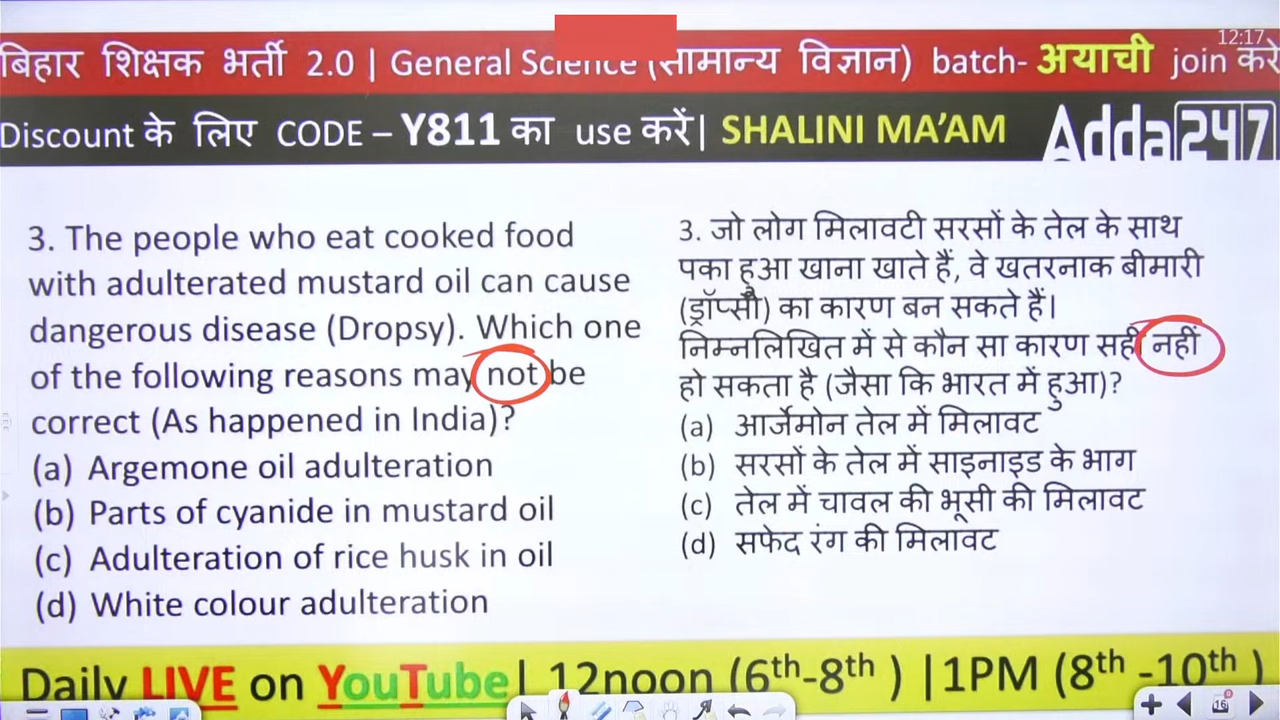 12:17
बिहार शिक्षक भर्ती 2.0 | General Science (सामान्य विज्ञान) batch- अयाची join करे
Discount के लिए CODE – Y811 का use करें| SHALINI MA’AM Adda247
3. The people who eat cooked food
with adulterated mustard oil can cause
dangerous disease (Dropsy). Which one
of the following reasons may not be
correct (As happened in India)?
(a) Argemone oil adulteration
(b) Parts of cyanide in mustard oil
(c) Adulteration of rice husk in oil
(d) White colour adulteration
3. जो लोग मिलावटी सरसों के तेल के साथ
पका हुआ खाना खाते हैं, वे खतरनाक बीमारी
(ड्रॉप्सी) का कारण बन सकते हैं।
निम्नलिखित में से कौन सा कारण सही नहीं
हो सकता है (जैसा कि भारत में हुआ)?
(a) आर्जेमोन तेल में मिलावट
(b) सरसों के तेल में साइनाइड के भाग
(c) तेल में चावल की भूसी की मिलावट
(d) सफेद रंग की मिलावट
Daily LIVE on YouTube| 12noon (6th-8th ) |1PM (8th -10th )
16